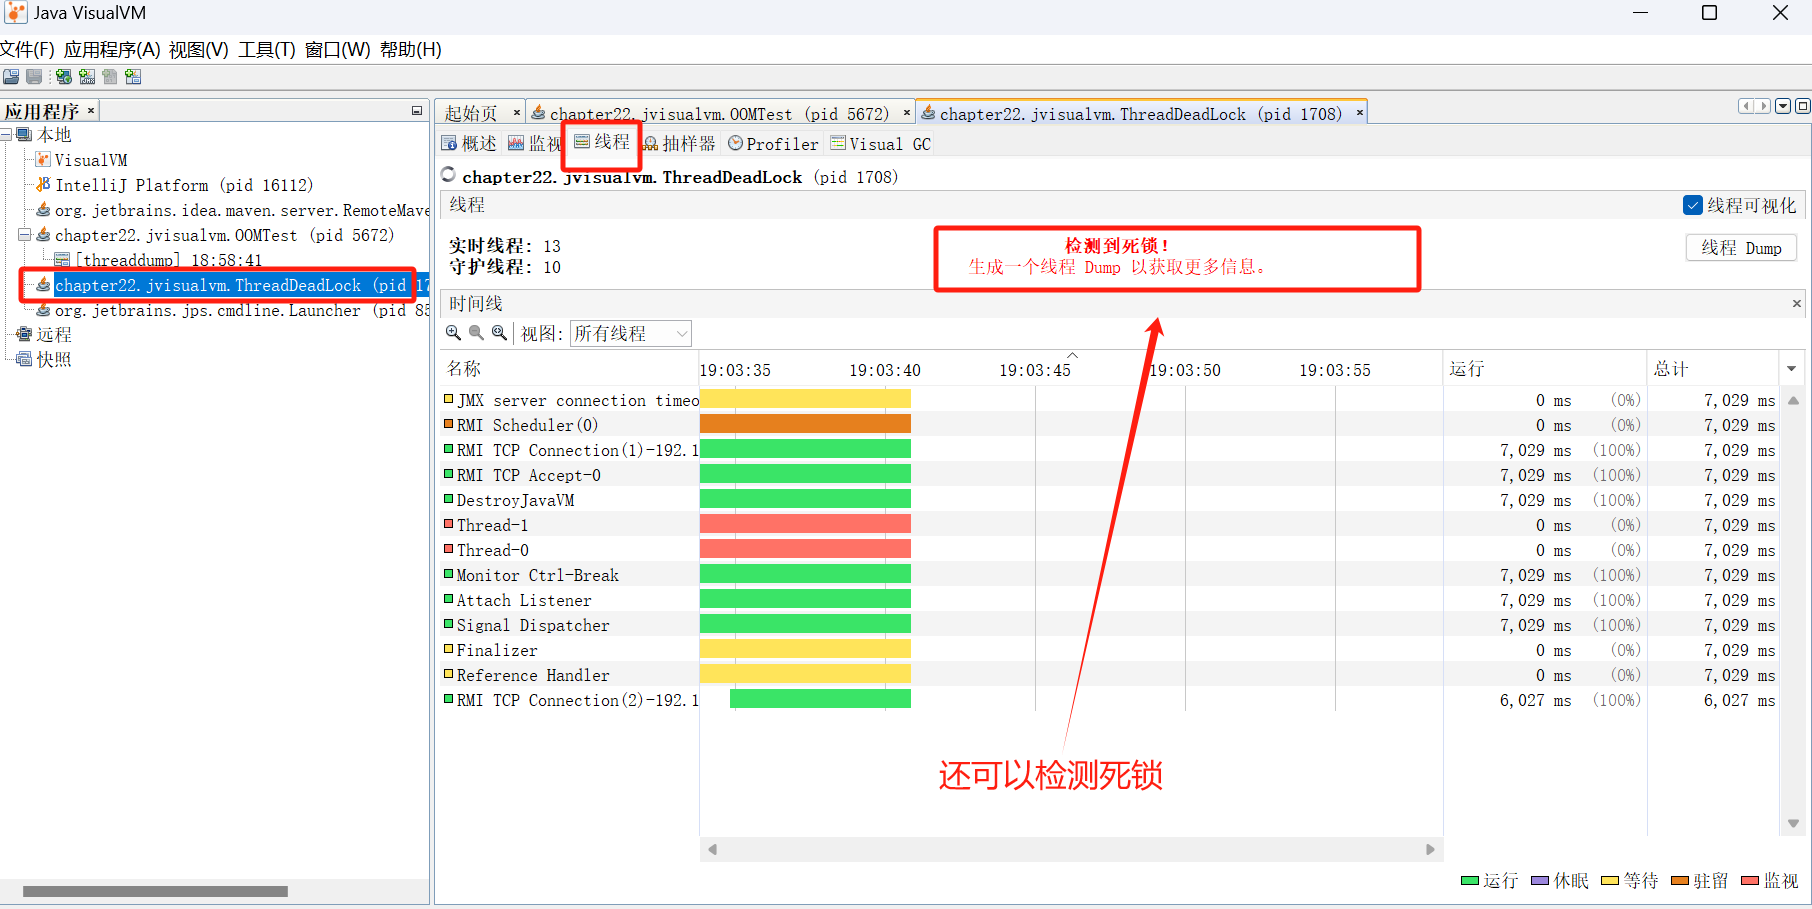 Java VisualVM
文件(F) 应用程序(A) 视图(V) 工具(T) 窗口(W) 帮助(H)
应用程序
本地
VisualVM
IntelliJ Platform (pid 16112)
org.jetbrains.idea.maven.server.RemoteMave
chapter22.jvisualvm.OOMTest (pid 5672)
[threaddump] 18:58:41
chapter22.jvisualvm.ThreadDeadLock (pid 17
org.jetbrains.jps.cmdline.Launcher (pid 85
远程
快照
起始页 chapter22.jvisualvm.OOMTest (pid 5672) chapter22.jvisualvm.ThreadDeadLock (pid 1708)
概述 监视 线程 抽样器 Profiler Visual GC
chapter22.jvisualvm.ThreadDeadLock (pid 1708)
线程 线程可视化
实时线程: 13
守护线程: 10
检测到死锁!
生成一个线程 Dump 以获取更多信息。
线程 Dump
时间线
视图: 所有线程
名称 19:03:35 19:03:40 19:03:45 19:03:50 19:03:55 运行 总计
JMX server connection timeo 0 ms (0%) 7,029 ms
RMI Scheduler(0) 0 ms (0%) 7,029 ms
RMI TCP Connection(1)-192.1 7,029 ms (100%) 7,029 ms
RMI TCP Accept-0 7,029 ms (100%) 7,029 ms
DestroyJavaVM 7,029 ms (100%) 7,029 ms
Thread-1 0 ms (0%) 7,029 ms
Thread-0 0 ms (0%) 7,029 ms
Monitor Ctrl-Break 7,029 ms (100%) 7,029 ms
Attach Listener 7,029 ms (100%) 7,029 ms
Signal Dispatcher 7,029 ms (100%) 7,029 ms
Finalizer 0 ms (0%) 7,029 ms
Reference Handler 0 ms (0%) 7,029 ms
RMI TCP Connection(2)-192.1 6,027 ms (100%) 6,027 ms
还可以检测死锁
运行 休眠 等待 驻留 监视